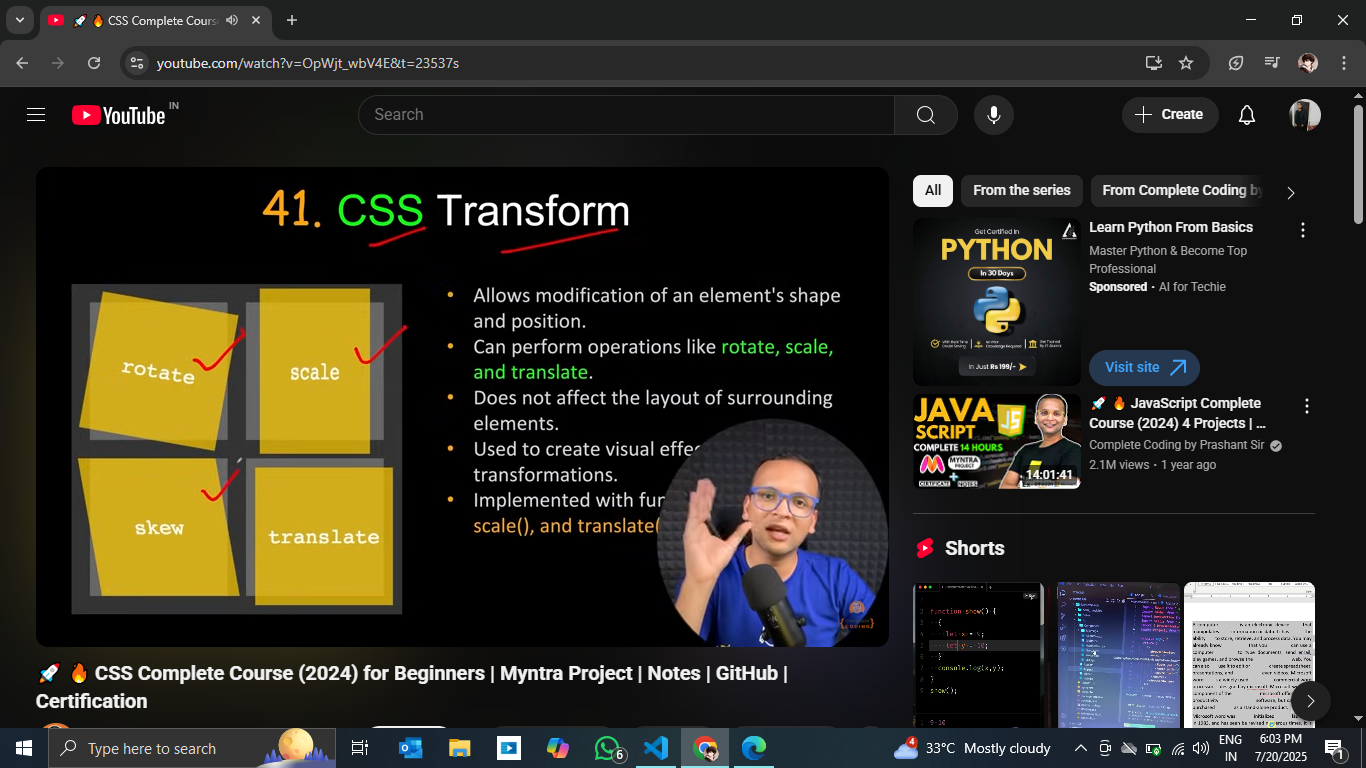 CSS Complete Cours
youtube.com/watch?v=OpWjt_wbV4E&t=23537s
YouTube IN
Search
Create
41. CSS Transform
rotate
scale
skew
translate
• Allows modification of an element's shape
and position.
• Can perform operations like rotate, scale,
and translate.
• Does not affect the layout of surrounding
elements.
• Used to create visual effec
transformations.
• Implemented with fun
scale(), and translate(
CODING
🚀 🔥 CSS Complete Course (2024) for Beginners | Myntra Project | Notes | GitHub |
Certification
All
From the series
From Complete Coding by
Get Certified In
PYTHON
In 30 Days
in Just Rs 199/-
Learn Python From Basics
Master Python & Become Top
Professional
Sponsored • AI for Techie
Visit site
JAVA
SCRIPT
JS
COMPLETE 14 HOURS
MYNTRA
PROJECT
CERTIFICATE
NOTES
14:01:41
🚀 🔥 JavaScript Complete
Course (2024) 4 Projects | ...
Complete Coding by Prashant Sir
2.1M views • 1 year ago
Shorts
function show() {
{
console.log(x,y);
}
show();
Type here to search
6
4
33°C Mostly cloudy
ENG
IN
6:03 PM
7/20/2025
1